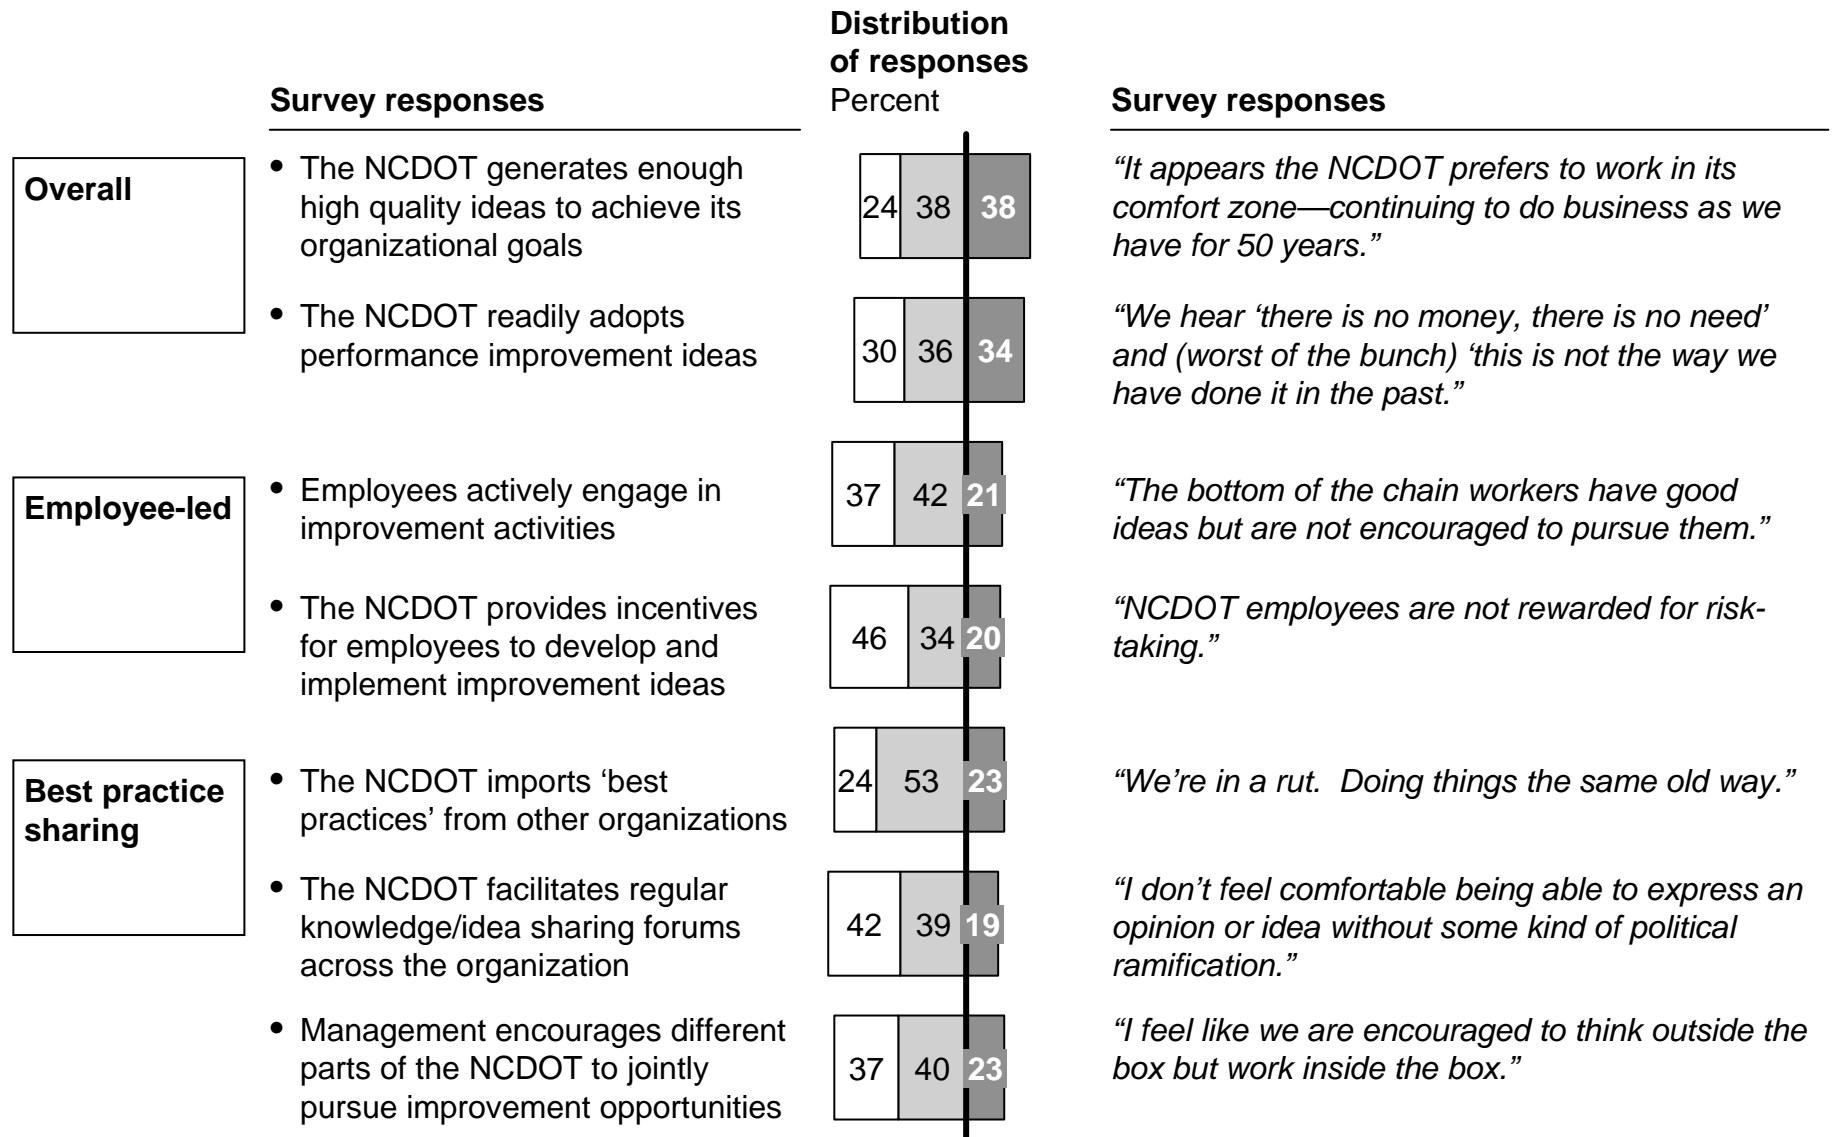 Distribution
of responses
Survey responses
Percent
Survey responses
Overall
• The NCDOT generates enough
high quality ideas to achieve its
organizational goals
24 38 38
“It appears the NCDOT prefers to work in its
comfort zone—continuing to do business as we
have for 50 years.”
• The NCDOT readily adopts
performance improvement ideas
30 36 34
“We hear ‘there is no money, there is no need’
and (worst of the bunch) ‘this is not the way we
have done it in the past.”
Employee-led
• Employees actively engage in
improvement activities
37 42 21
“The bottom of the chain workers have good
ideas but are not encouraged to pursue them.”
• The NCDOT provides incentives
for employees to develop and
implement improvement ideas
46 34 20
“NCDOT employees are not rewarded for risk-
taking.”
Best practice
sharing
• The NCDOT imports ‘best
practices’ from other organizations
24 53 23
“We’re in a rut.  Doing things the same old way.”
• The NCDOT facilitates regular
knowledge/idea sharing forums
across the organization
42 39 19
“I don’t feel comfortable being able to express an
opinion or idea without some kind of political
ramification.”
• Management encourages different
parts of the NCDOT to jointly
pursue improvement opportunities
37 40 23
“I feel like we are encouraged to think outside the
box but work inside the box.”